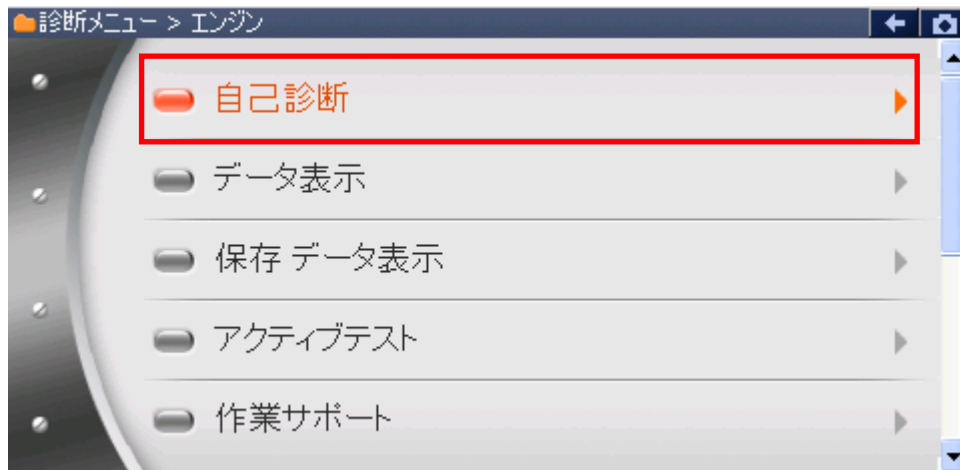 診断メニュー > エンジン
自己診断
データ表示
保存 データ表示
アクティブテスト
作業サポート